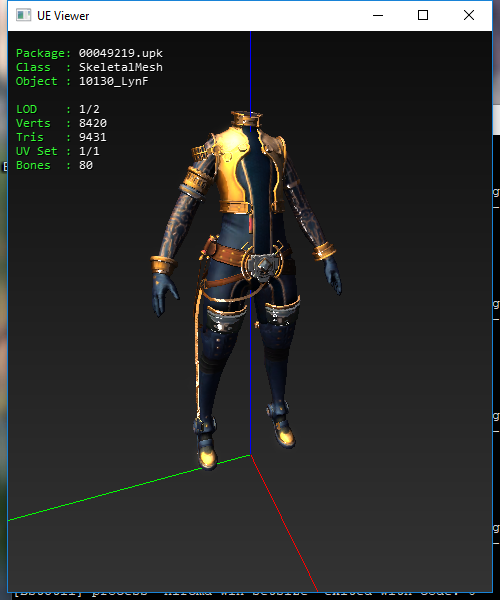 UE Viewer
Package: 00049219.upk
Class : SkeletalMesh
Object : 10130_LynF
LOD : 1/2
Verts : 8420
Tris : 9431
UV Set : 1/1
Bones : 80